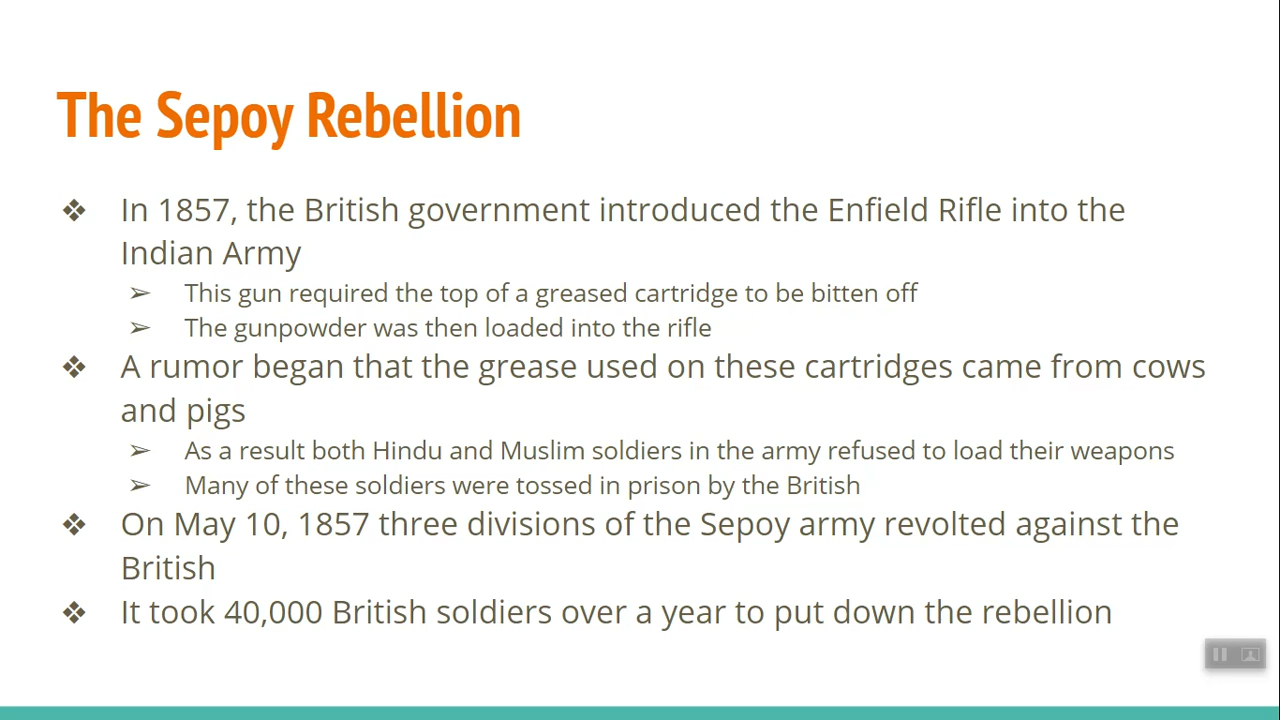 The Sepoy Rebellion
❖ In 1857, the British government introduced the Enfield Rifle into the
Indian Army
➢ This gun required the top of a greased cartridge to be bitten off
➢ The gunpowder was then loaded into the rifle
❖ A rumor began that the grease used on these cartridges came from cows
and pigs
➢ As a result both Hindu and Muslim soldiers in the army refused to load their weapons
➢ Many of these soldiers were tossed in prison by the British
❖ On May 10, 1857 three divisions of the Sepoy army revolted against the
British
❖ It took 40,000 British soldiers over a year to put down the rebellion